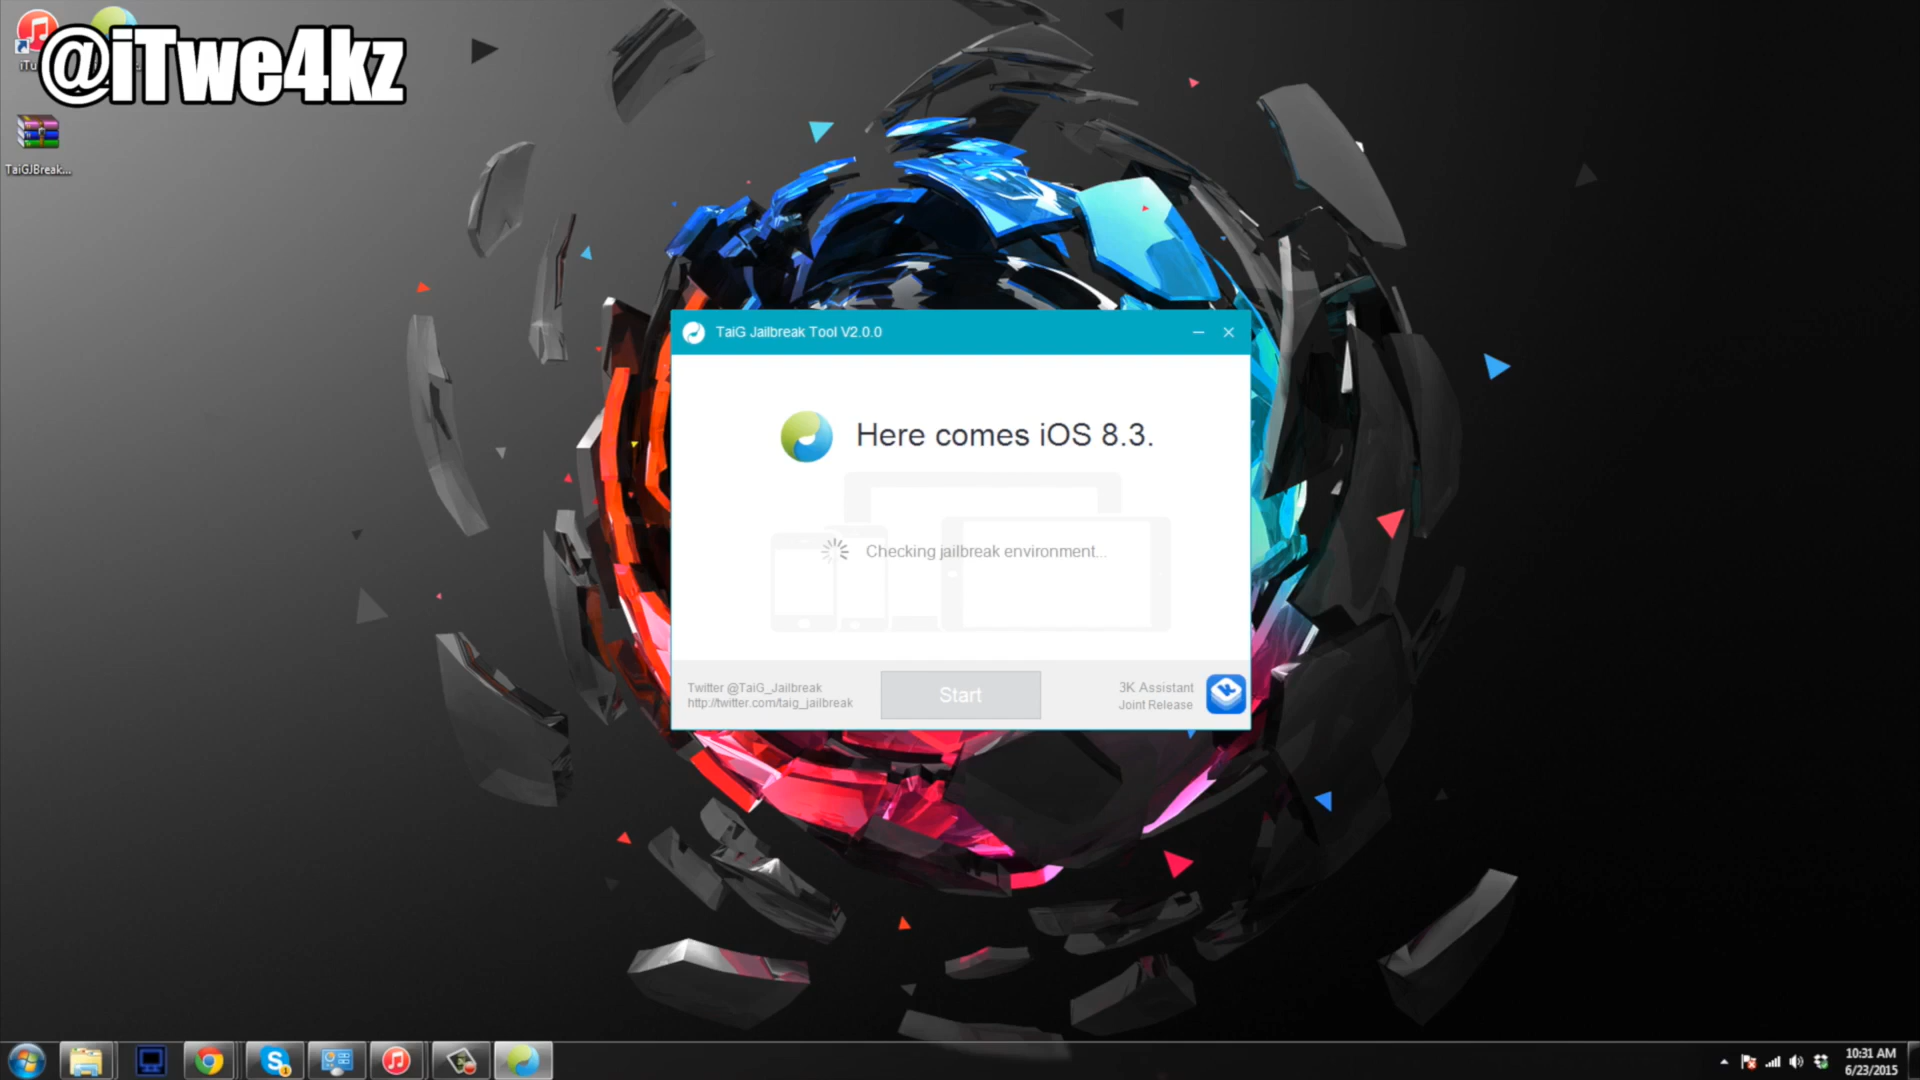 @iTwe4kz
TaiGJBreak...
TaiG Jailbreak Tool V2.0.0
Here comes iOS 8.3.
Checking jailbreak environment...
Twitter @TaiG_Jailbreak
http://twitter.com/taig_jailbreak
Start
3K Assistant
Joint Release
10:31 AM
6/23/2015